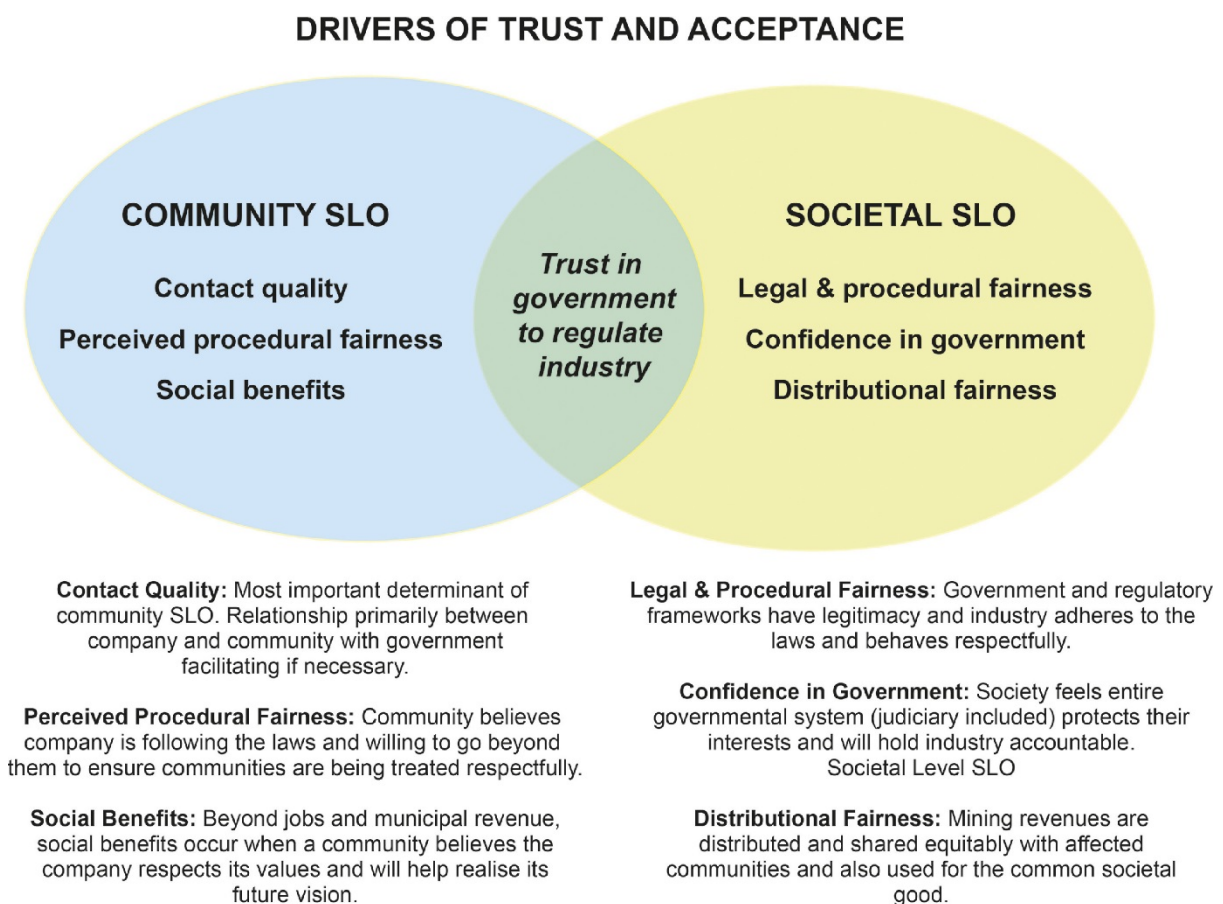 DRIVERS OF TRUST AND ACCEPTANCE
COMMUNITY SLO
Contact quality
Perceived procedural fairness
Social benefits
Trust in
government
to regulate
industry
SOCIETAL SLO
Legal & procedural fairness
Confidence in government
Distributional fairness
Contact Quality: Most important determinant of
community SLO. Relationship primarily between
company and community with government
facilitating if necessary.
Perceived Procedural Fairness: Community believes
company is following the laws and willing to go beyond
them to ensure communities are being treated respectfully.
Social Benefits: Beyond jobs and municipal revenue,
social benefits occur when a community believes the
company respects its values and will help realise its
future vision.
Legal & Procedural Fairness: Government and regulatory
frameworks have legitimacy and industry adheres to the
laws and behaves respectfully.
Confidence in Government: Society feels entire
governmental system (judiciary included) protects their
interests and will hold industry accountable.
Societal Level SLO
Distributional Fairness: Mining revenues are
distributed and shared equitably with affected
communities and also used for the common societal
good.